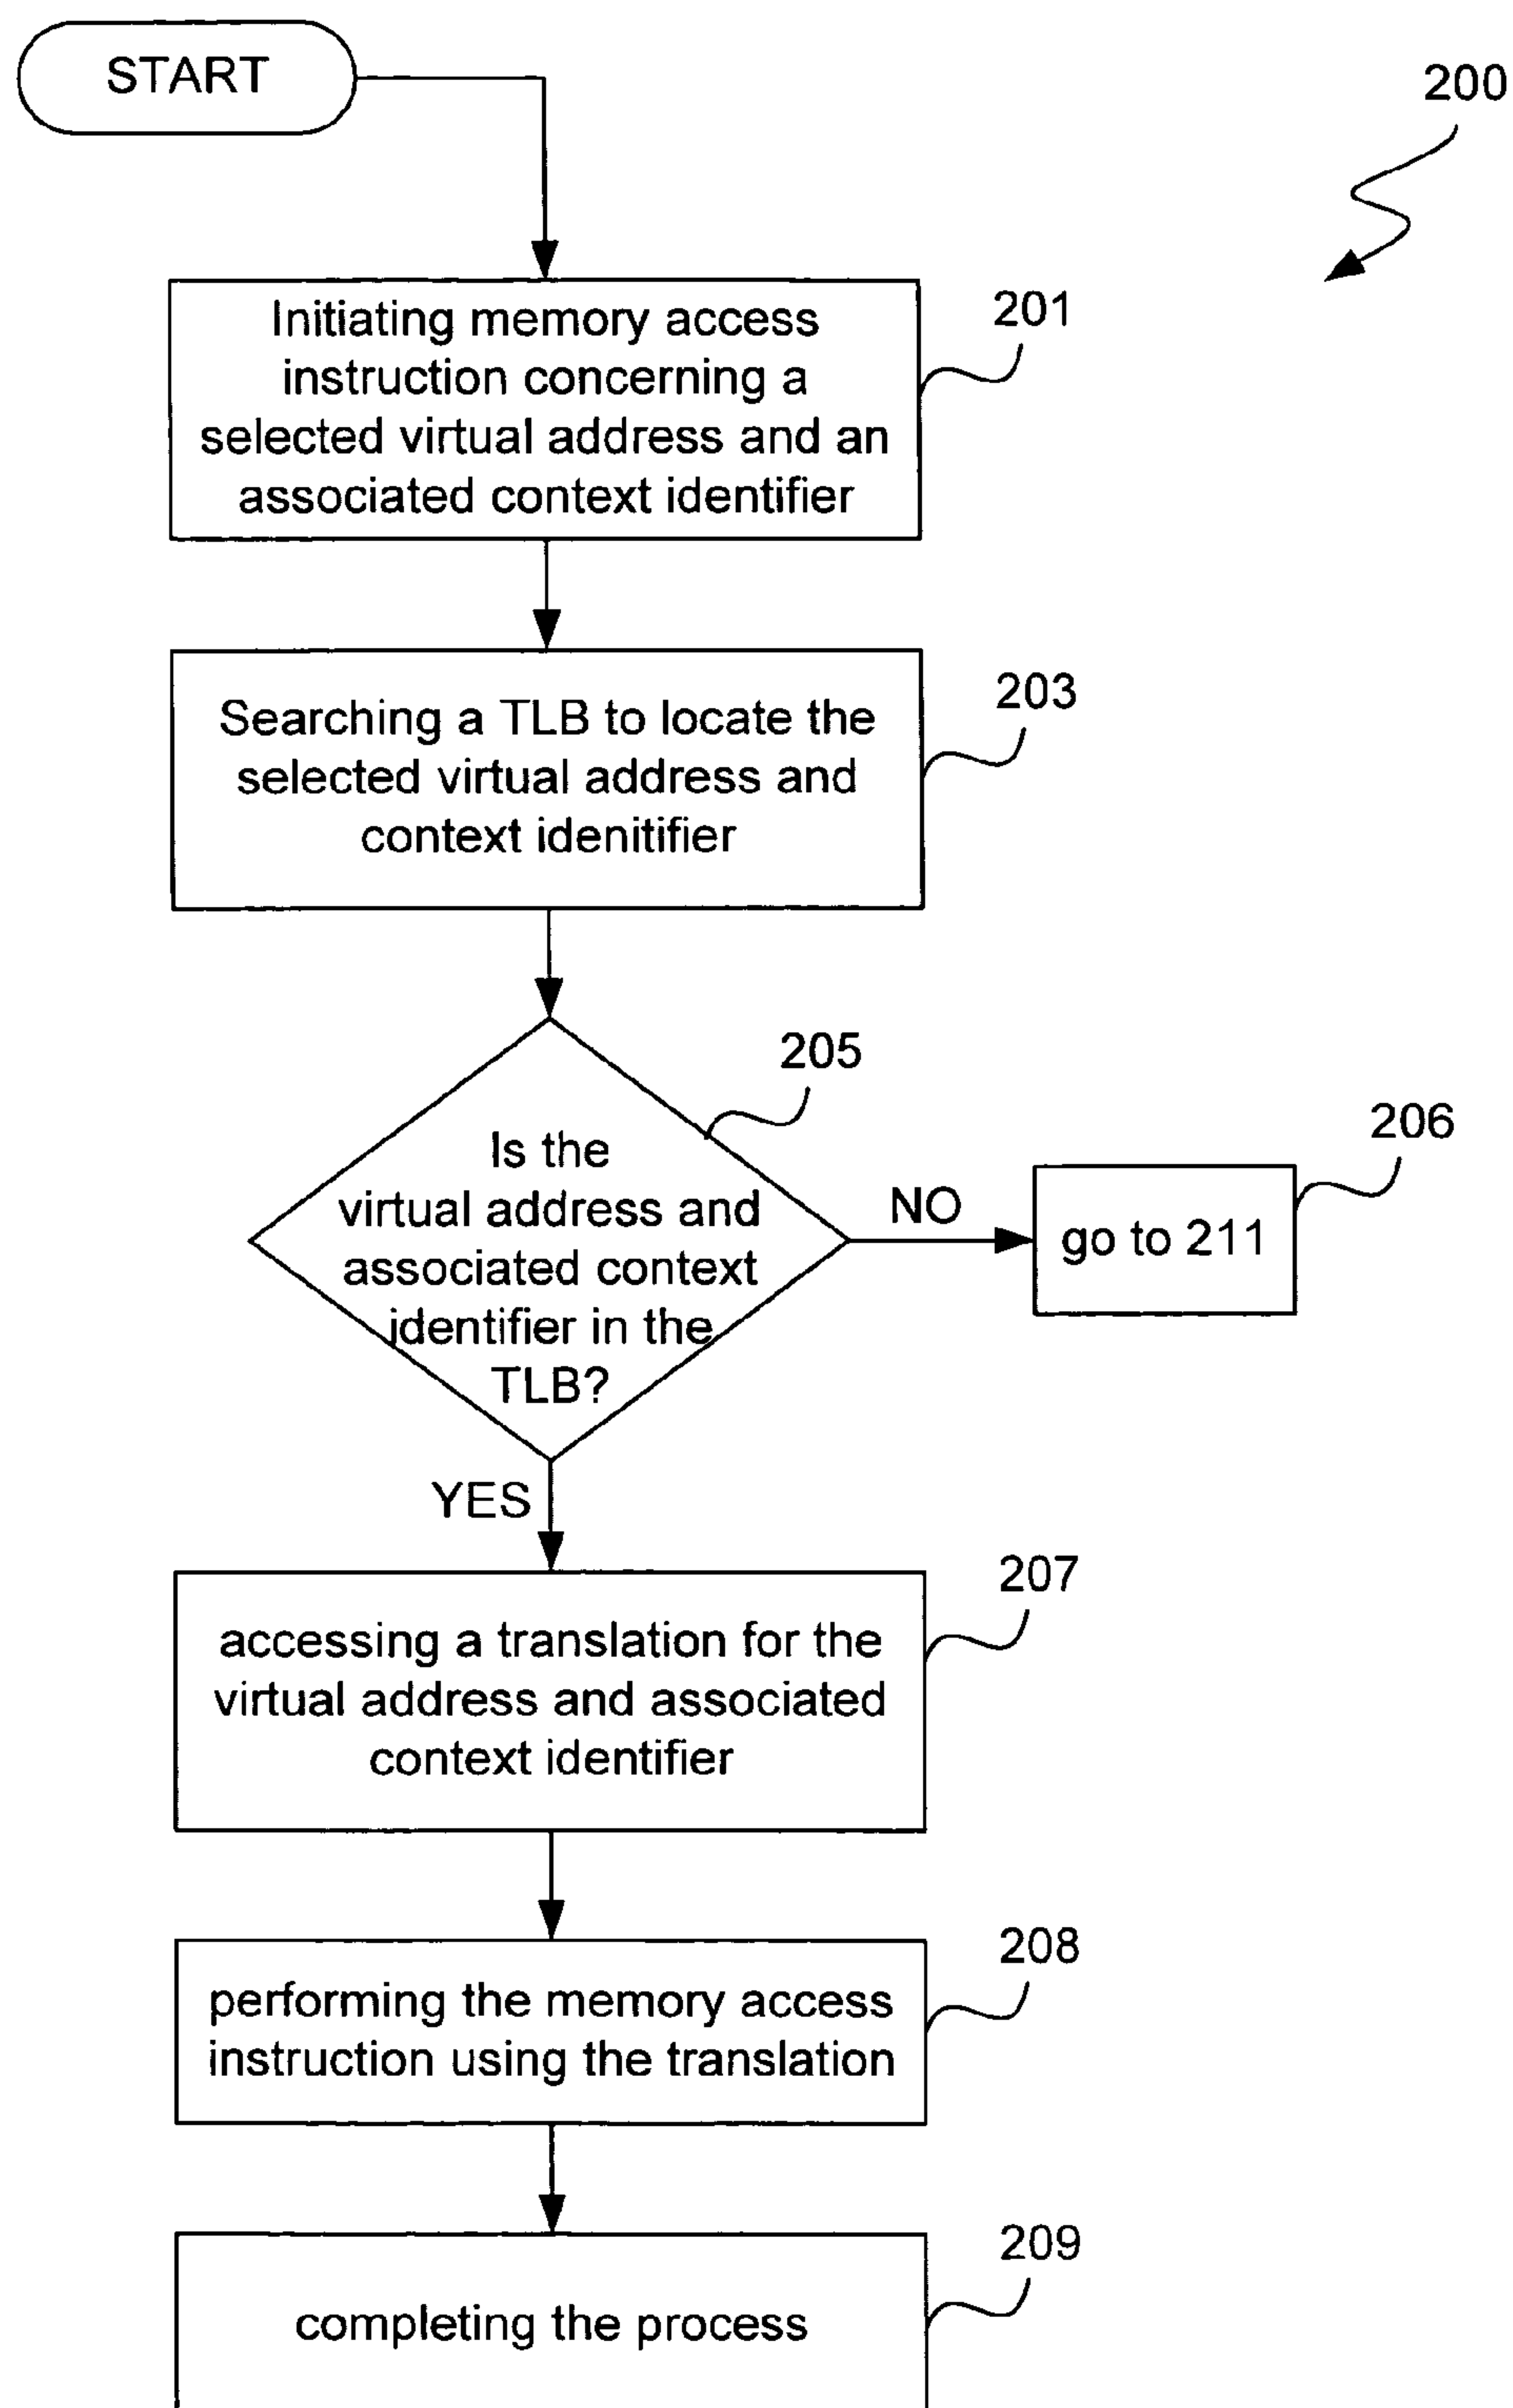 START
200
Initiating memory access
instruction concerning a
selected virtual address and an
associated context identifier
201
Searching a TLB to locate the
selected virtual address and
context idenitifier
203
205
Is the
virtual address and
associated context
identifier in the
TLB?
NO
206
go to 211
YES
207
accessing a translation for the
virtual address and associated
context identifier
208
performing the memory access
instruction using the translation
209
completing the process